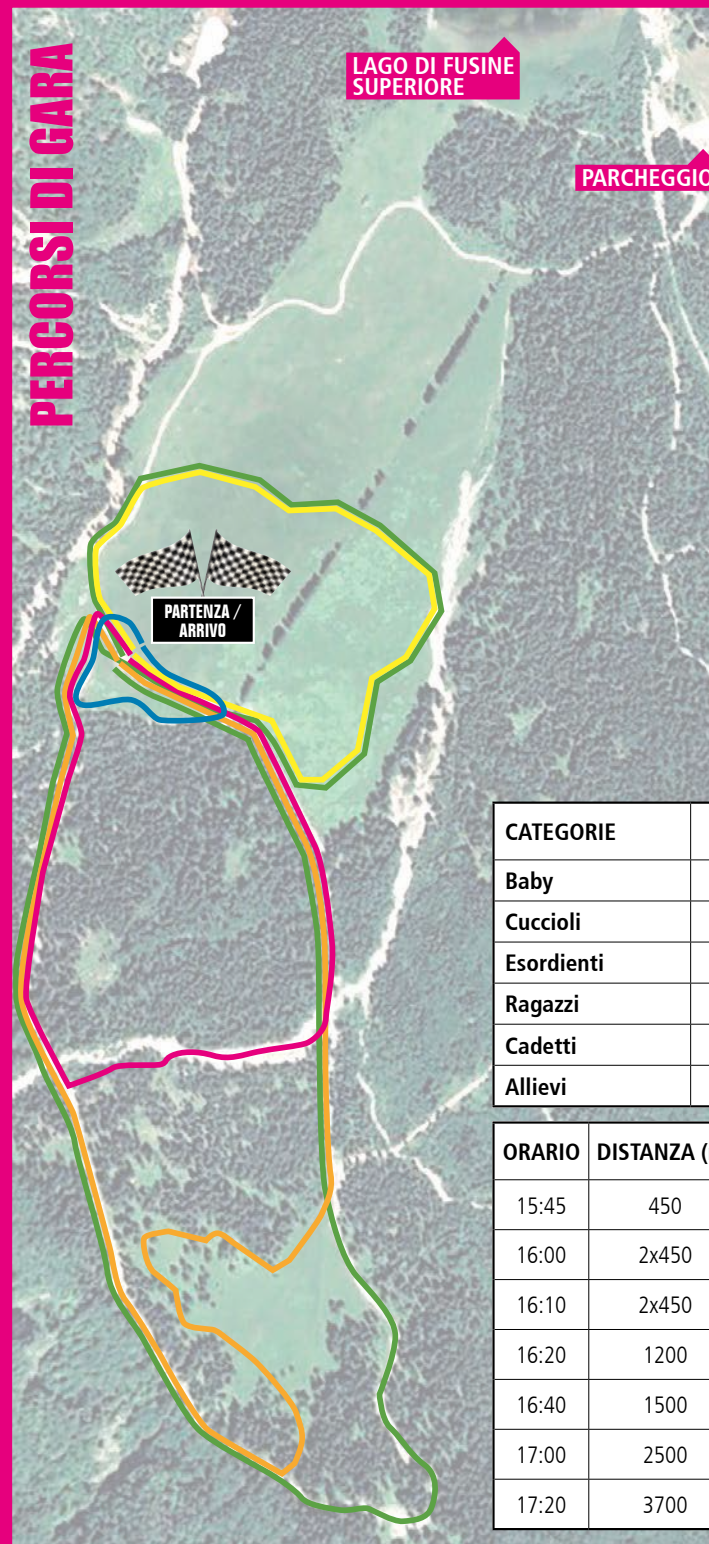 PERCORSI DI GARA
LAGO DI FUSINE
SUPERIORE
PARCHEGGIO
PARTENZA /
ARRIVO
CATEGORIE
Baby
Cuccioli
Esordienti
Ragazzi
Cadetti
Allievi
ORARIO DISTANZA (
15:45 450
16:00 2x450
16:10 2x450
16:20 1200
16:40 1500
17:00 2500
17:20 3700